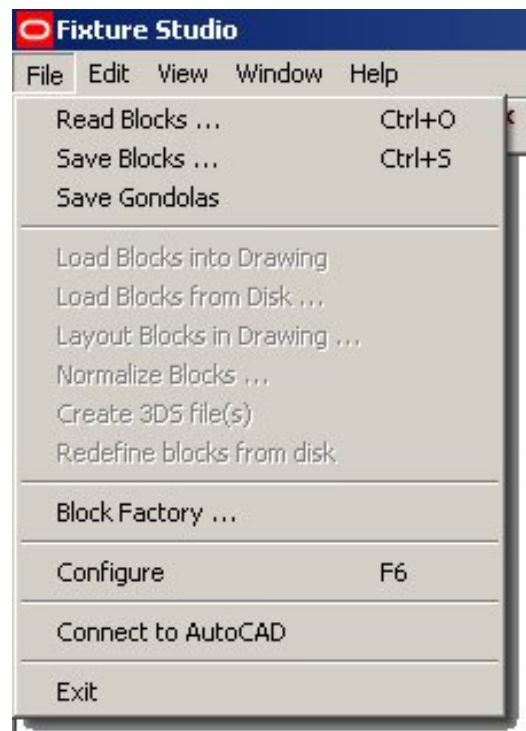 Fixture Studio
File Edit View Window Help
Read Blocks ... Ctrl+O
Save Blocks ... Ctrl+S
Save Gondolas
Load Blocks into Drawing
Load Blocks from Disk ...
Layout Blocks in Drawing ...
Normalize Blocks ...
Create 3DS file(s)
Redefine blocks from disk
Block Factory ...
Configure F6
Connect to AutoCAD
Exit